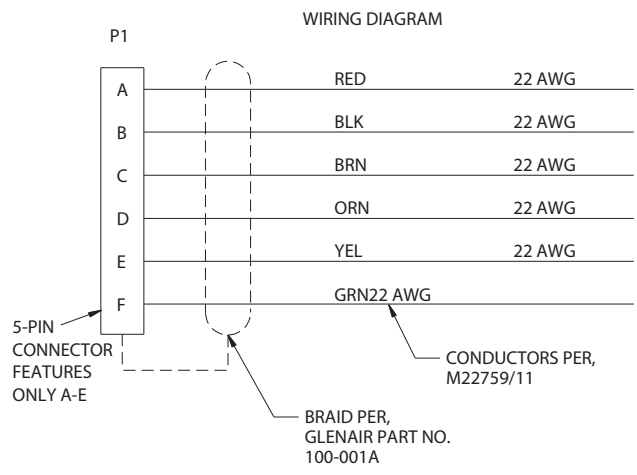 WIRING DIAGRAM
P1
A RED 22 AWG
B BLK 22 AWG
C BRN 22 AWG
D ORN 22 AWG
E YEL 22 AWG
F GRN22 AWG
5-PIN
CONNECTOR
FEATURES
ONLY A-E
CONDUCTORS PER,
M22759/11
BRAID PER,
GLENAIR PART NO.
100-001A